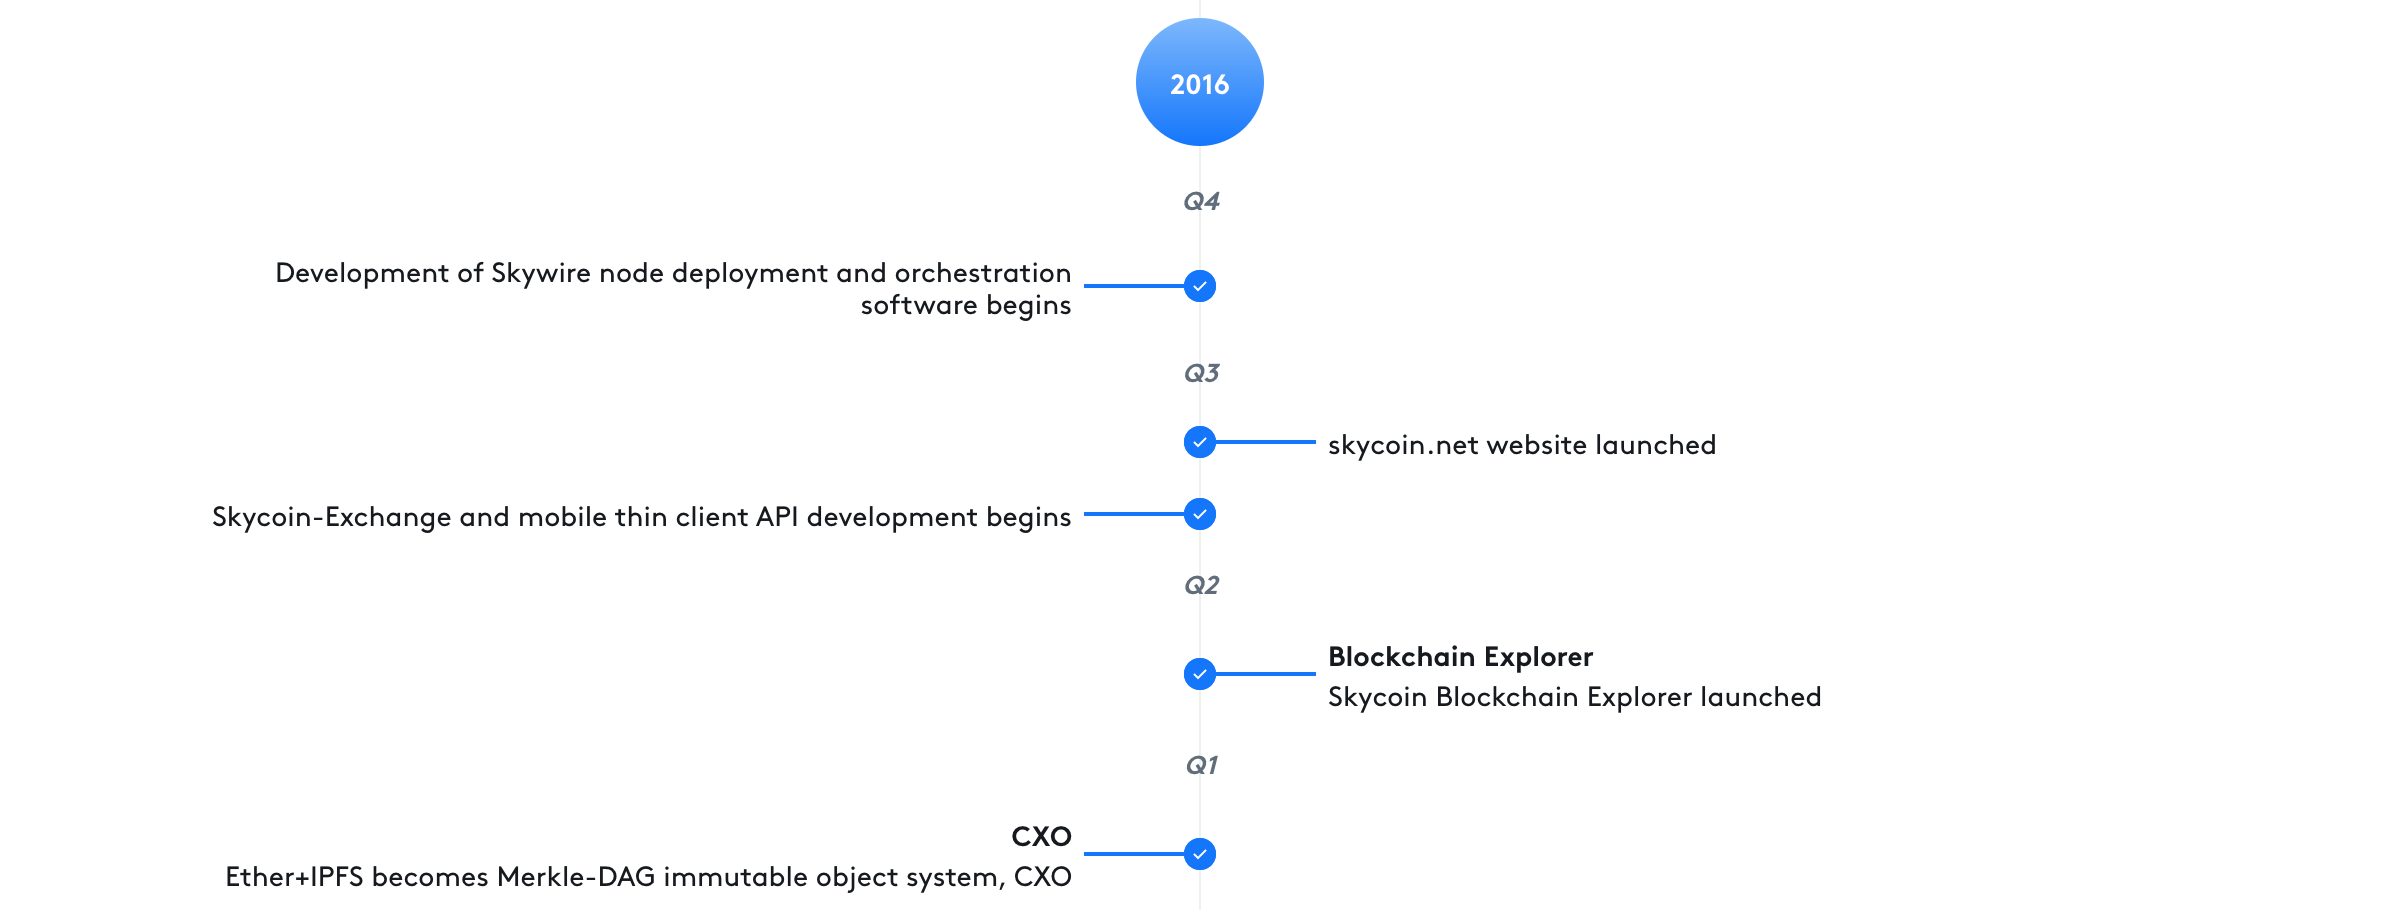 2016
Q4
Development of Skywire node deployment and orchestration
software begins
Q3
skycoin.net website launched
Skycoin-Exchange and mobile thin client API development begins
Q2
Blockchain Explorer
Skycoin Blockchain Explorer launched
Q1
CXO
Ether+IPFS becomes Merkle-DAG immutable object system, CXO